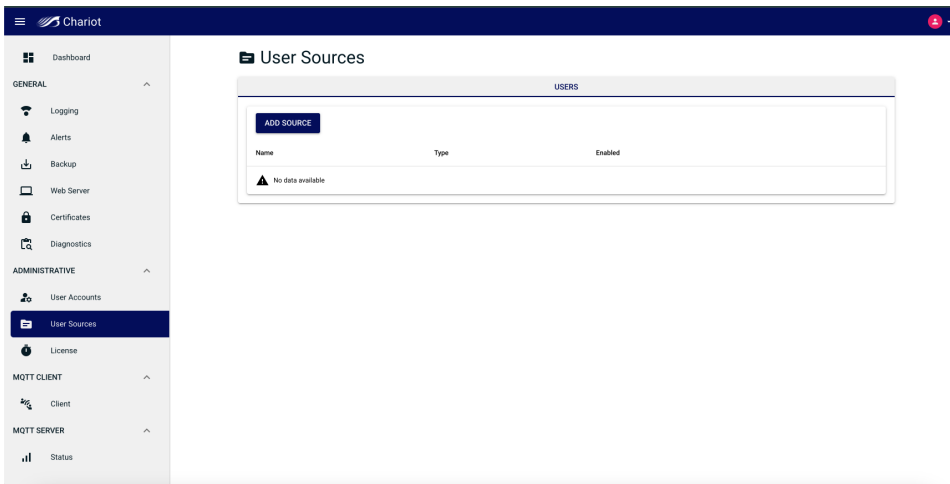 Chariot
Dashboard
GENERAL
Logging
Alerts
Backup
Web Server
Certificates
Diagnostics
ADMINISTRATIVE
User Accounts
User Sources
License
MQTT CLIENT
Client
MQTT SERVER
Status
User Sources
USERS
ADD SOURCE
Name Type Enabled
No data available